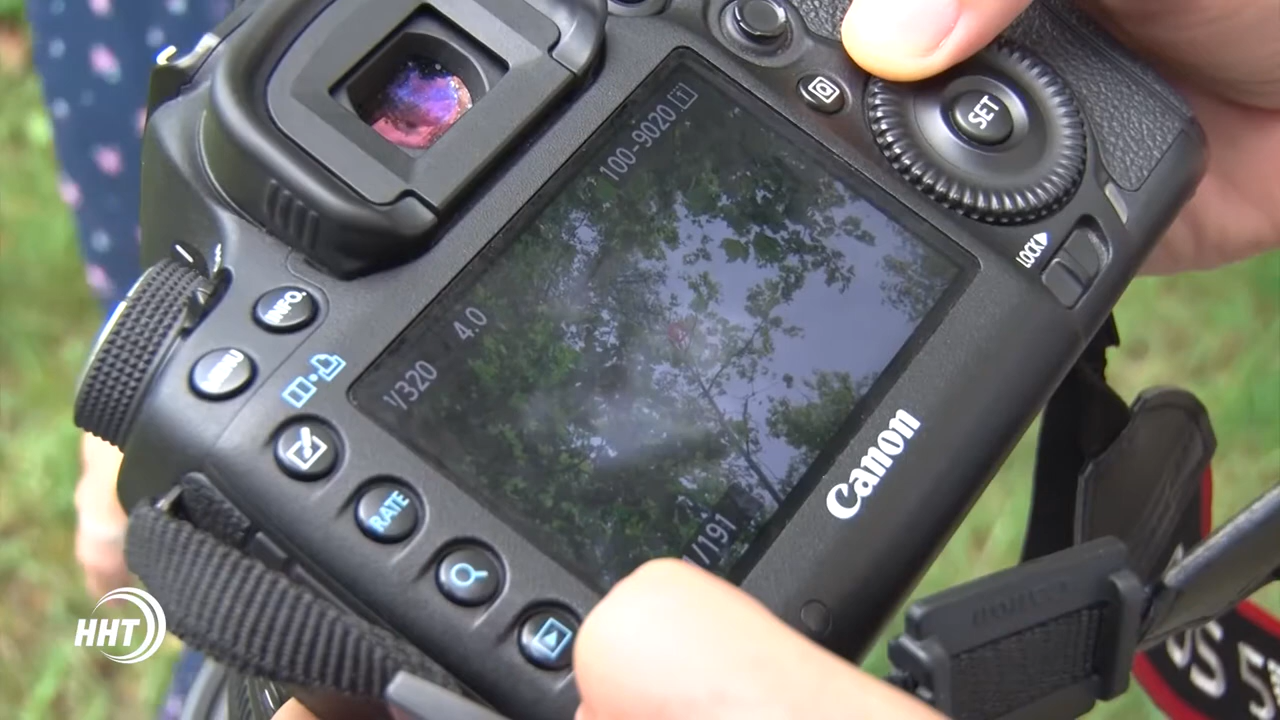 100-9020
1/320 4.0
/191
SET
LOCK▶
INFO.
MENU
RATE
Canon
HHT